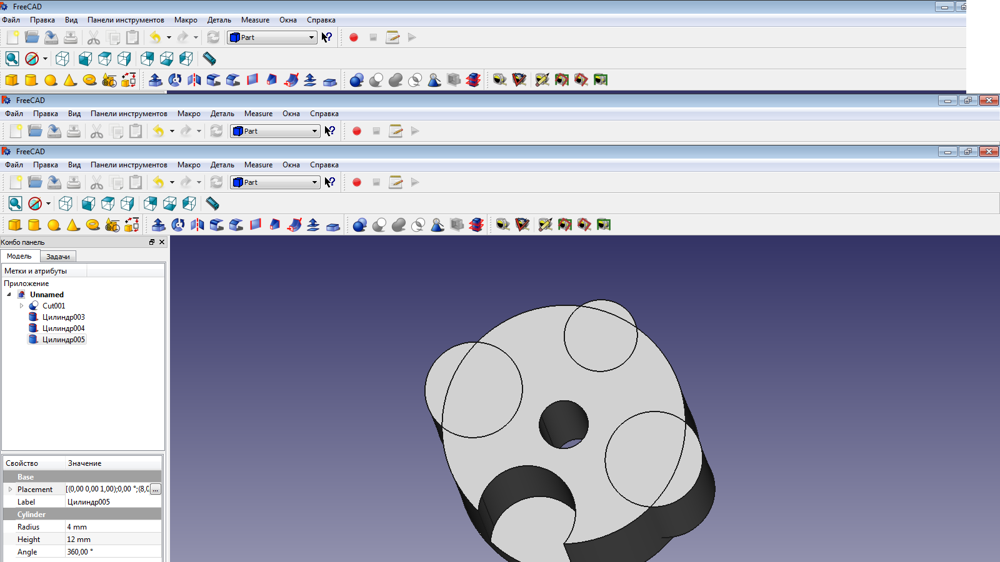 FreeCAD
Файл Правка Вид Панели инструментов Макро Деталь Measure Окна Справка
Part
FreeCAD
Файл Правка Вид Панели инструментов Макро Деталь Measure Окна Справка
Part
FreeCAD
Файл Правка Вид Панели инструментов Макро Деталь Measure Окна Справка
Part
Комбо панель
Модель Задачи
Метки и атрибуты
Приложение
Unnamed
Cut001
Цилиндр003
Цилиндр004
Цилиндр005
Свойство Значение
Base
Placement [(0,00 0,00 1,00);0,00 °;(8,0 ...
Label Цилиндр005
Cylinder
Radius 4 mm
Height 12 mm
Angle 360,00 °